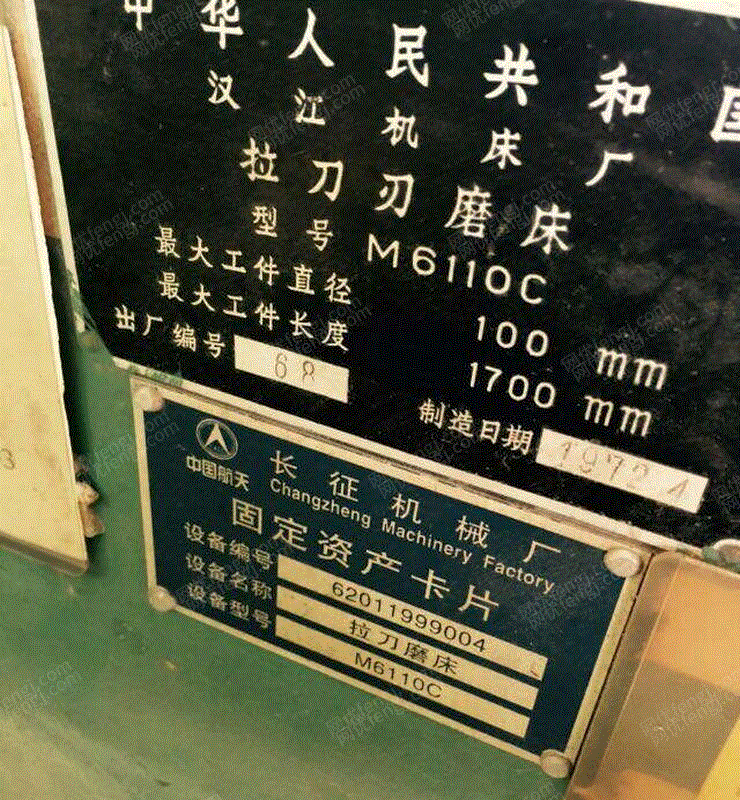 中华人民共和国
汉江机床厂
拉刀刃磨床
型号 M6110C
最大工件直径 100 mm
最大工件长度 1700 mm
出厂编号 68 制造日期 1972 1
中国航天
长征机械厂
Changzheng Machinery Factory
固定资产卡片
设备编号 62011999004
设备名称 拉刀磨床
设备型号 M6110C